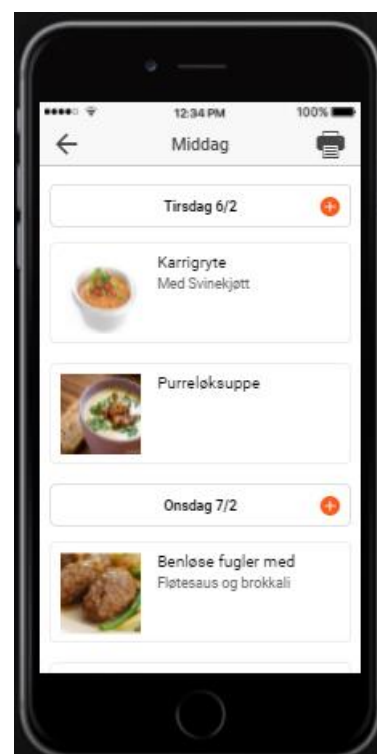 12:34 PM 100%
Middag
Tirsdag 6/2
Karrigryte
Med Svinekjøtt
Purreløksuppe
Onsdag 7/2
Benløse fugler med
Fløtesaus og brokkali